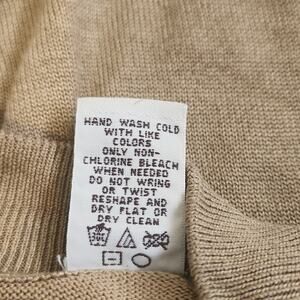 HAND WASH COLD
WITH LIKE
COLORS
ONLY NON-
CHLORINE BLEACH
WHEN NEEDED
DO NOT WRING
OR TWIST
RESHAPE AND
DRY FLAT OR
DRY CLEAN